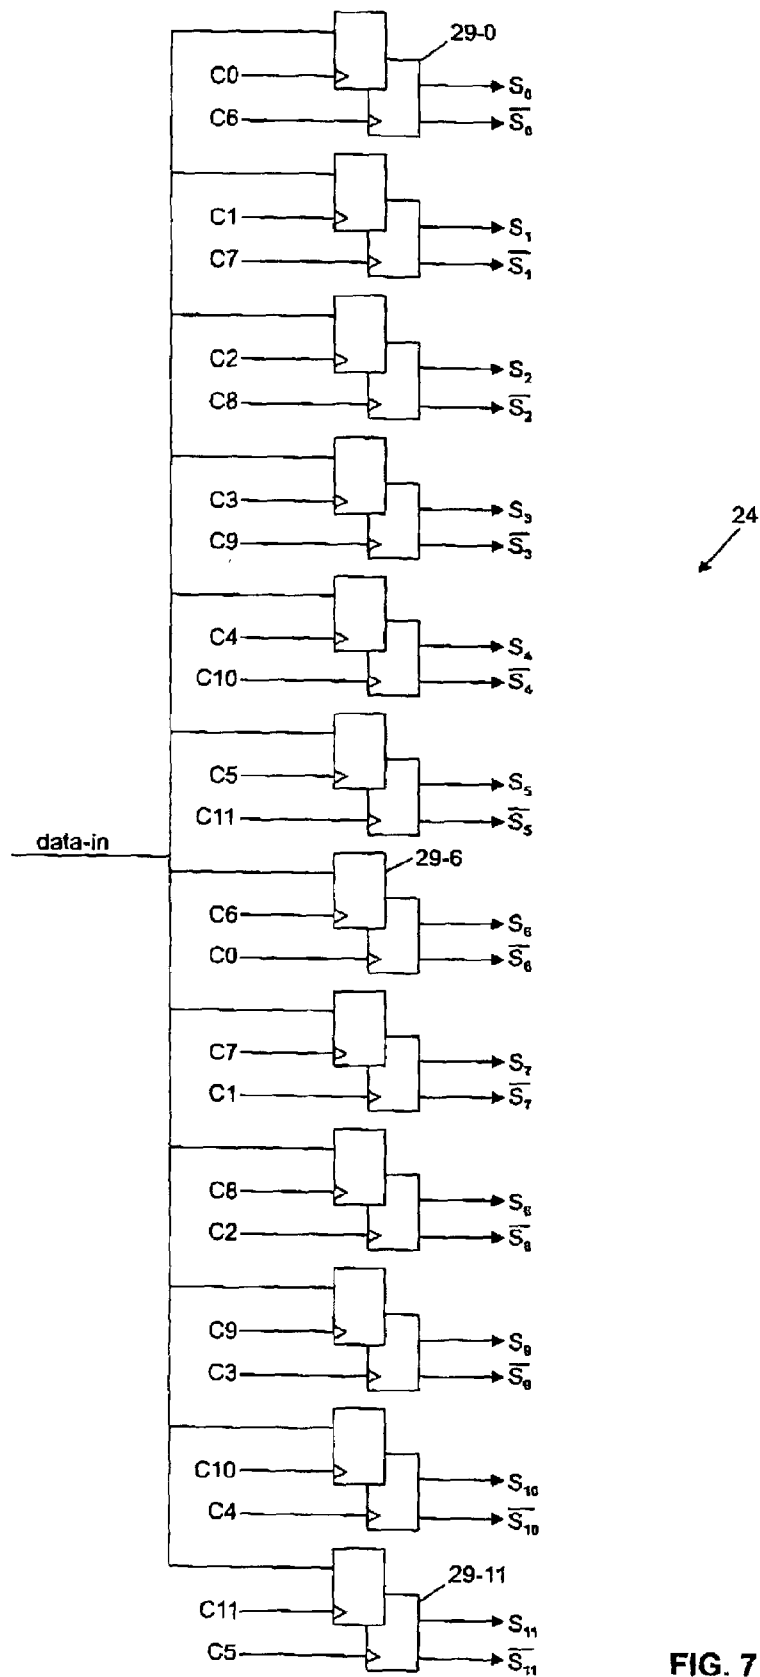 29-0
C0 S₀
C6 S̅₀
C1 S₁
C7 S̅₁
C2 S₂
C8 S̅₂
C3 S₃
C9 S̅₃
24
C4 S₄
C10 S̅₄
C5 S₅
C11 S̅₅
data-in
29-6
C6 S₆
C0 S̅₆
C7 S₇
C1 S̅₇
C8 S₈
C2 S̅₈
C9 S₉
C3 S̅₉
C10 S₁₀
C4 S̅₁₀
29-11
C11 S₁₁
C5 S̅₁₁
FIG. 7